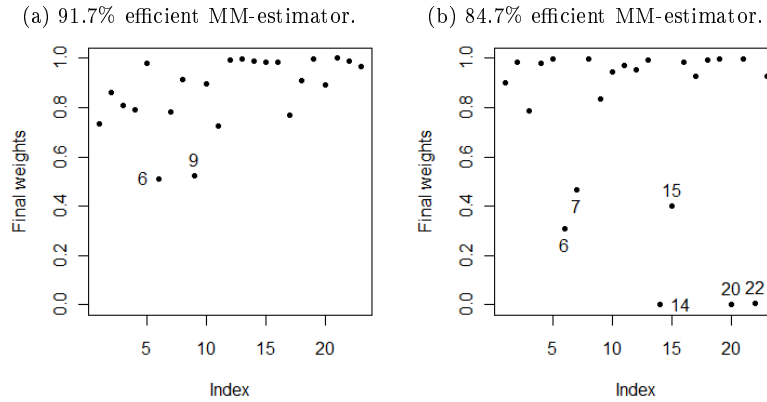 (a) 91.7% efficient MM-estimator.
(b) 84.7% efficient MM-estimator.
Final weights
0.0 0.2 0.4 0.6 0.8 1.0
6
9
5 10 15 20
Index
Final weights
0.0 0.2 0.4 0.6 0.8 1.0
7
6
15
14
20
22
5 10 15 20
Index